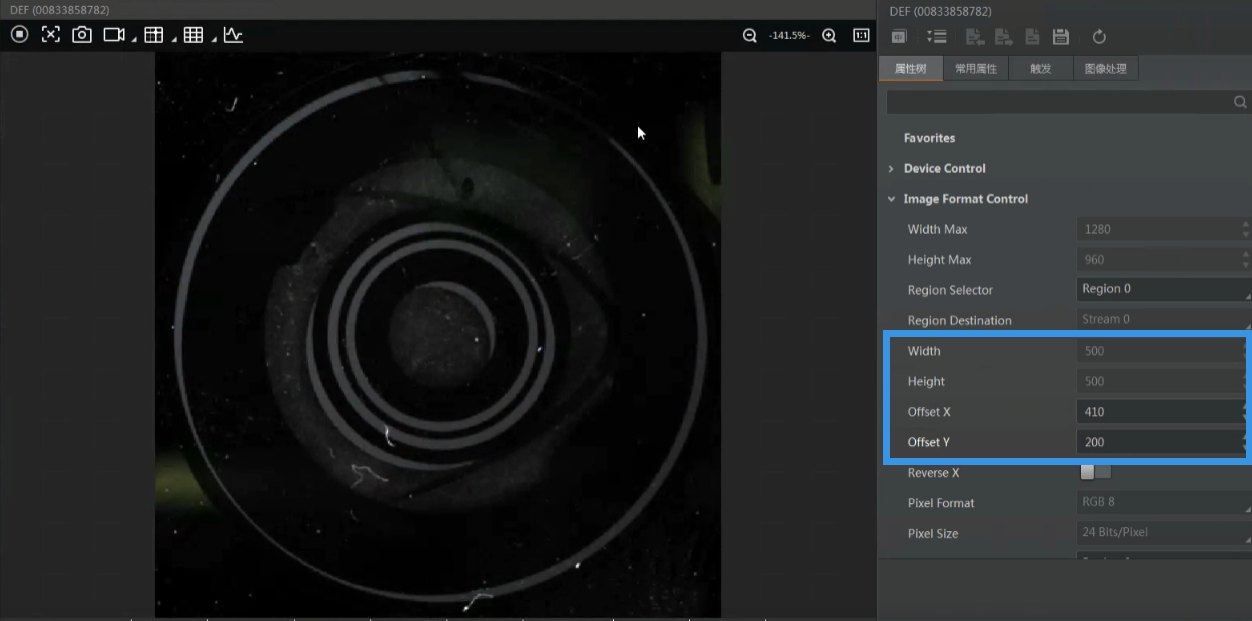 DEF (00833858782)
-141.5%-
1:1
DEF (00833858782)
属性树 常用属性 触发 图像处理
Favorites
Device Control
Image Format Control
Width Max 1280
Height Max 960
Region Selector Region 0
Region Destination Stream 0
Width 500
Height 500
Offset X 410
Offset Y 200
Reverse X
Pixel Format RGB 8
Pixel Size 24 Bits/Pixel